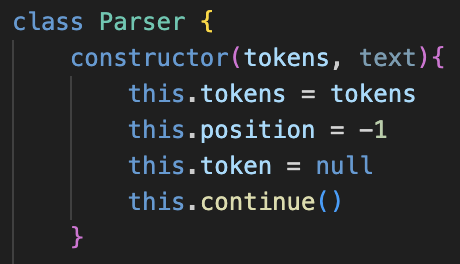 class Parser {
constructor(tokens, text){
this.tokens = tokens
this.position = -1
this.token = null
this.continue()
}